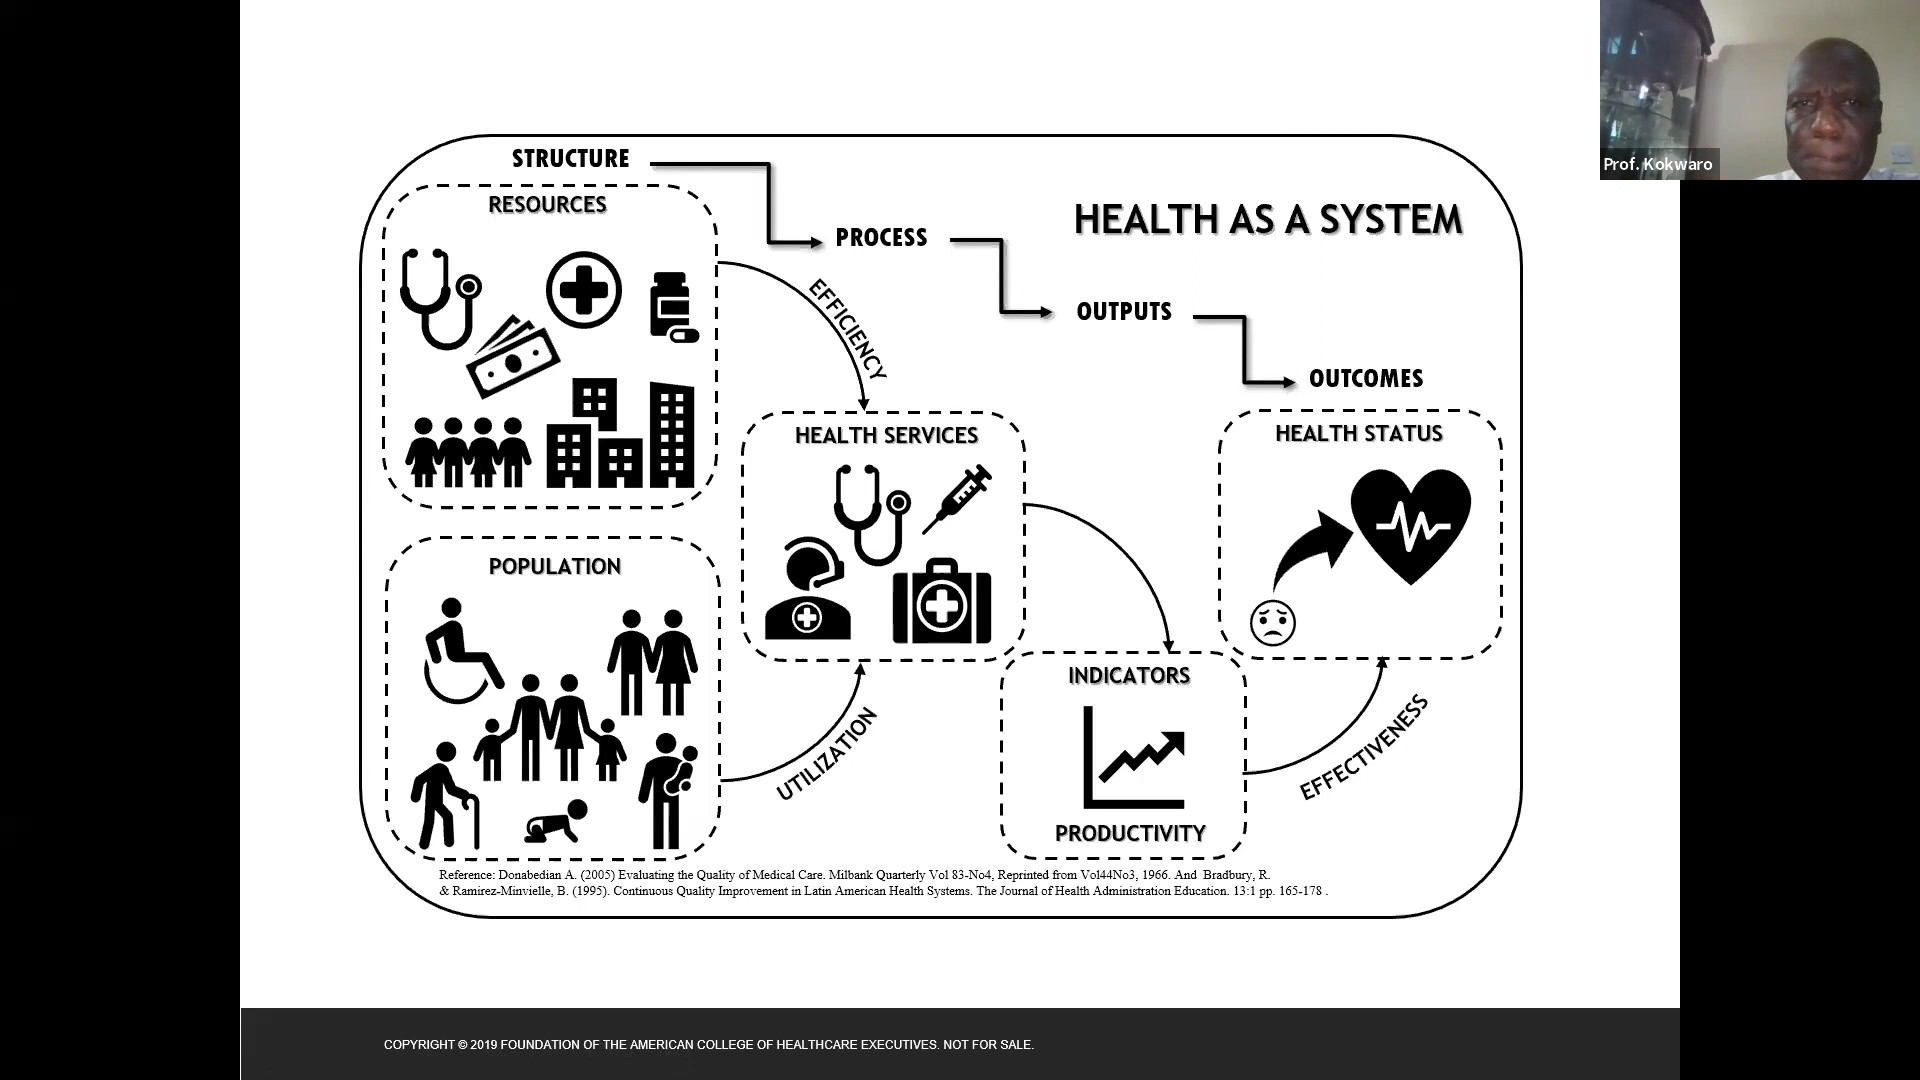 Prof. Kokwaro
STRUCTURE
RESOURCES
PROCESS
HEALTH AS A SYSTEM
EFFICIENCY
OUTPUTS
OUTCOMES
HEALTH SERVICES
HEALTH STATUS
POPULATION
UTILIZATION
INDICATORS
PRODUCTIVITY
EFFECTIVENESS
Reference: Donabedian A. (2005) Evaluating the Quality of Medical Care. Milbank Quarterly Vol 83-No4, Reprinted from Vol44No3, 1966. And Bradbury, R.
& Ramirez-Minvielle, B. (1995). Continuous Quality Improvement in Latin American Health Systems. The Journal of Health Administration Education. 13:1 pp. 165-178 .
COPYRIGHT © 2019 FOUNDATION OF THE AMERICAN COLLEGE OF HEALTHCARE EXECUTIVES. NOT FOR SALE.